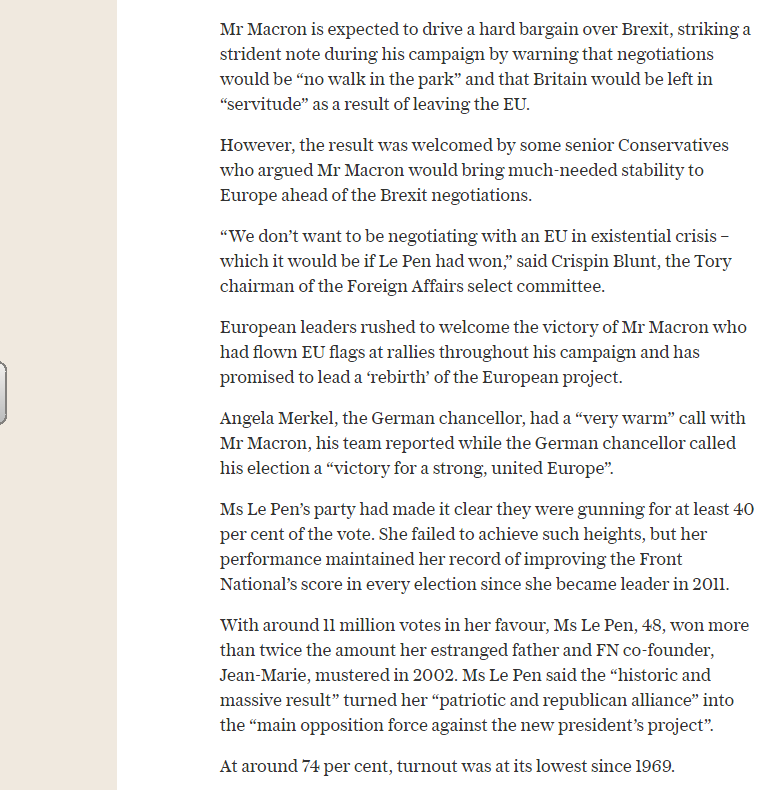 Mr Macron is expected to drive a hard bargain over Brexit, striking a
strident note during his campaign by warning that negotiations
would be “no walk in the park” and that Britain would be left in
“servitude” as a result of leaving the EU.
However, the result was welcomed by some senior Conservatives
who argued Mr Macron would bring much-needed stability to
Europe ahead of the Brexit negotiations.
“We don’t want to be negotiating with an EU in existential crisis –
which it would be if Le Pen had won,” said Crispin Blunt, the Tory
chairman of the Foreign Affairs select committee.
European leaders rushed to welcome the victory of Mr Macron who
had flown EU flags at rallies throughout his campaign and has
promised to lead a ‘rebirth’ of the European project.
Angela Merkel, the German chancellor, had a “very warm” call with
Mr Macron, his team reported while the German chancellor called
his election a “victory for a strong, united Europe”.
Ms Le Pen’s party had made it clear they were gunning for at least 40
per cent of the vote. She failed to achieve such heights, but her
performance maintained her record of improving the Front
National’s score in every election since she became leader in 2011.
With around 11 million votes in her favour, Ms Le Pen, 48, won more
than twice the amount her estranged father and FN co-founder,
Jean-Marie, mustered in 2002. Ms Le Pen said the “historic and
massive result” turned her “patriotic and republican alliance” into
the “main opposition force against the new president’s project”.
At around 74 per cent, turnout was at its lowest since 1969.